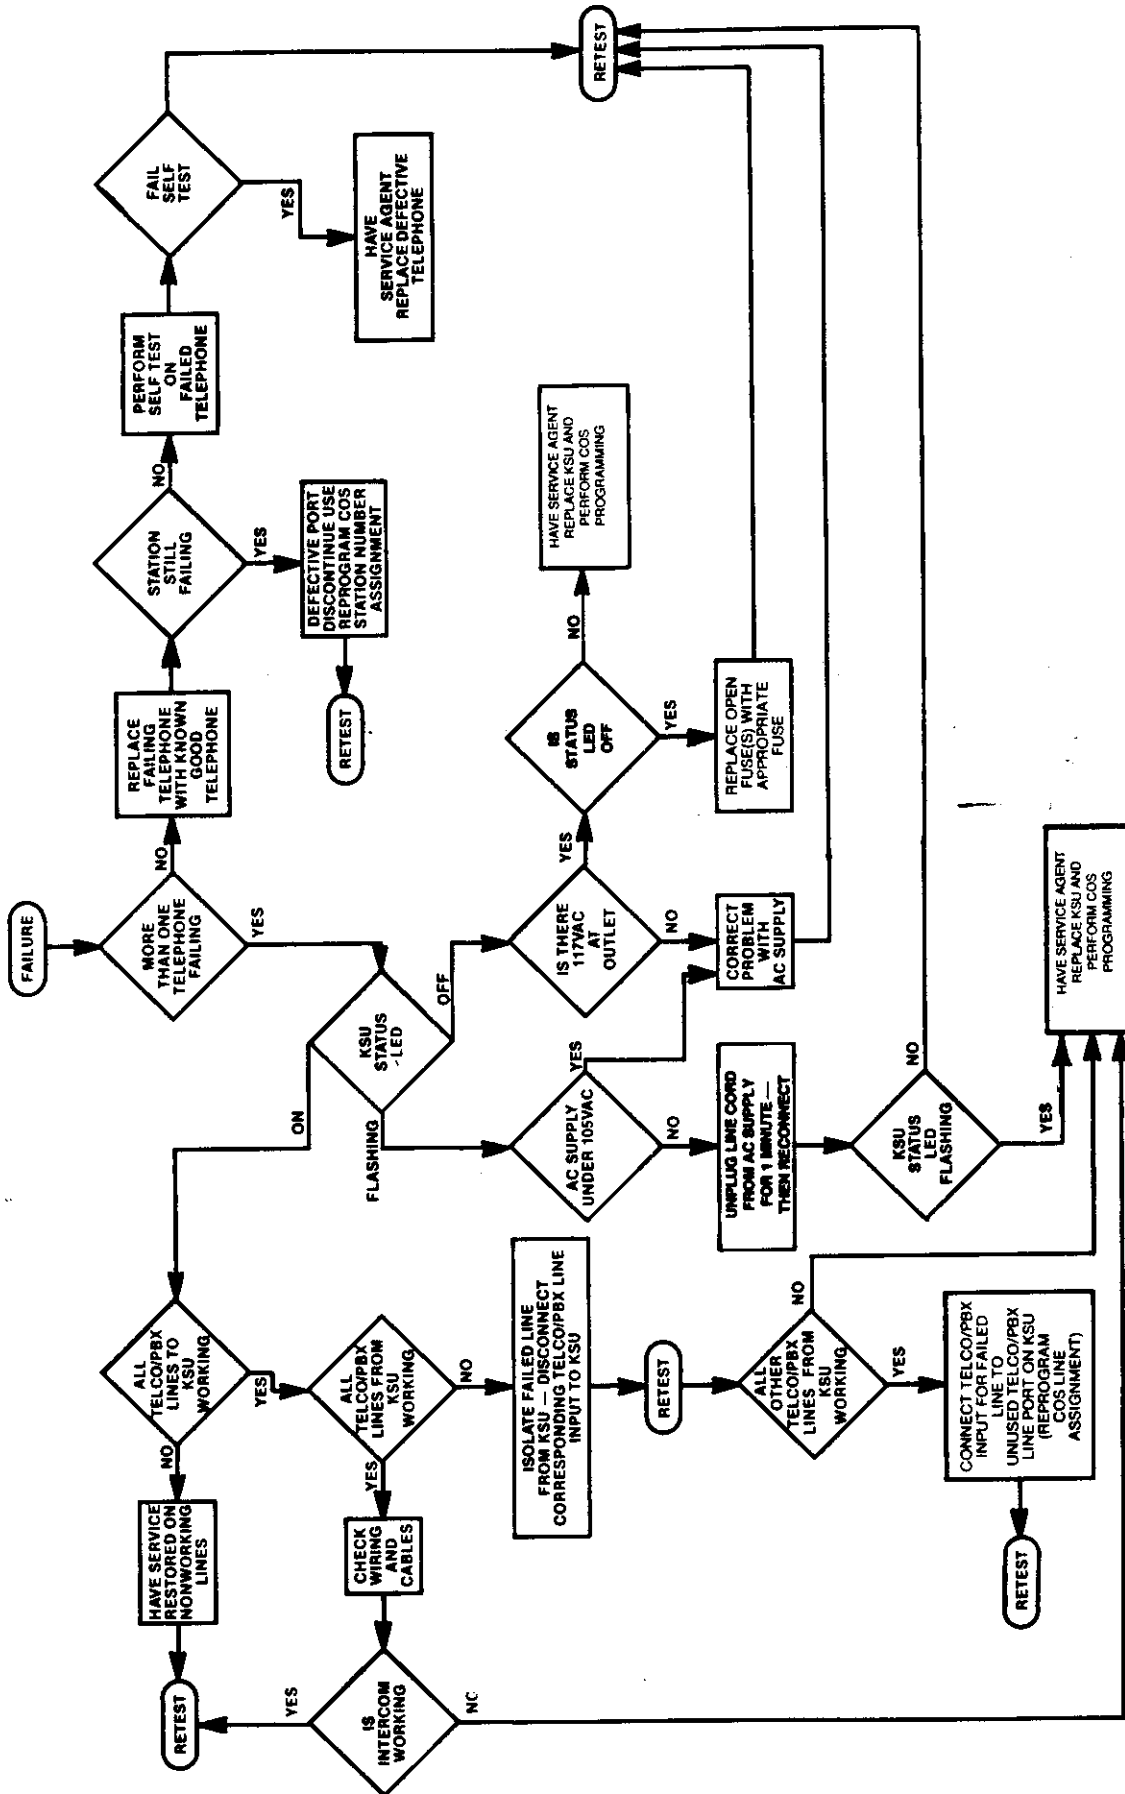 FAILURE
MORE
THAN ONE
TELEPHONE
FAILING
NO
YES
REPLACE
FAILING
TELEPHONE
WITH KNOWN
GOOD
TELEPHONE
STATION
STILL
FAILING
NO
YES
PERFORM
SELF TEST
ON
FAILED
TELEPHONE
FAIL
SELF
TEST
YES
HAVE
SERVICE AGENT
REPLACE DEFECTIVE
TELEPHONE
RETEST
DEFECTIVE PORT
DISCONTINUE USE
REPROGRAM COS
STATION NUMBER
ASSIGNMENT
RETEST
KSU
STATUS
-LED
ON
FLASHING
OFF
IS THERE
117VAC
AT
OUTLET
YES
NO
IS
STATUS
LED
OFF
NO
YES
HAVE SERVICE AGENT
REPLACE KSU AND
PERFORM COS
PROGRAMMING
REPLACE OPEN
FUSE(S) WITH
APPROPRIATE
FUSE
CORRECT
PROBLEM
WITH
AC SUPPLY
AC SUPPLY
UNDER 105VAC
YES
NO
UNPLUG LINE CORD
FROM AC SUPPLY
FOR 1 MINUTE —
THEN RECONNECT
KSU
STATUS
LED
FLASHING
NO
YES
HAVE SERVICE AGENT
REPLACE KSU AND
PERFORM COS
PROGRAMMING
ALL
TELCO/PBX
LINES TO
KSU
WORKING
NO
YES
HAVE SERVICE
RESTORED ON
NONWORKING
LINES
RETEST
ALL
TELCO/PBX
LINES FROM
KSU
WORKING
YES
NO
CHECK
WIRING
AND
CABLES
IS
INTERCOM
WORKING
YES
NO
ISOLATE FAILED LINE
FROM KSU — DISCONNECT
CORRESPONDING TELCO/PBX LINE
INPUT TO KSU
RETEST
ALL
OTHER
TELCO/PBX
LINES FROM
KSU
WORKING
NO
YES
CONNECT TELCO/PBX
INPUT FOR FAILED
LINE TO
UNUSED TELCO/PBX
LINE PORT ON KSU
(REPROGRAM
COS LINE
ASSIGNMENT)
RETEST